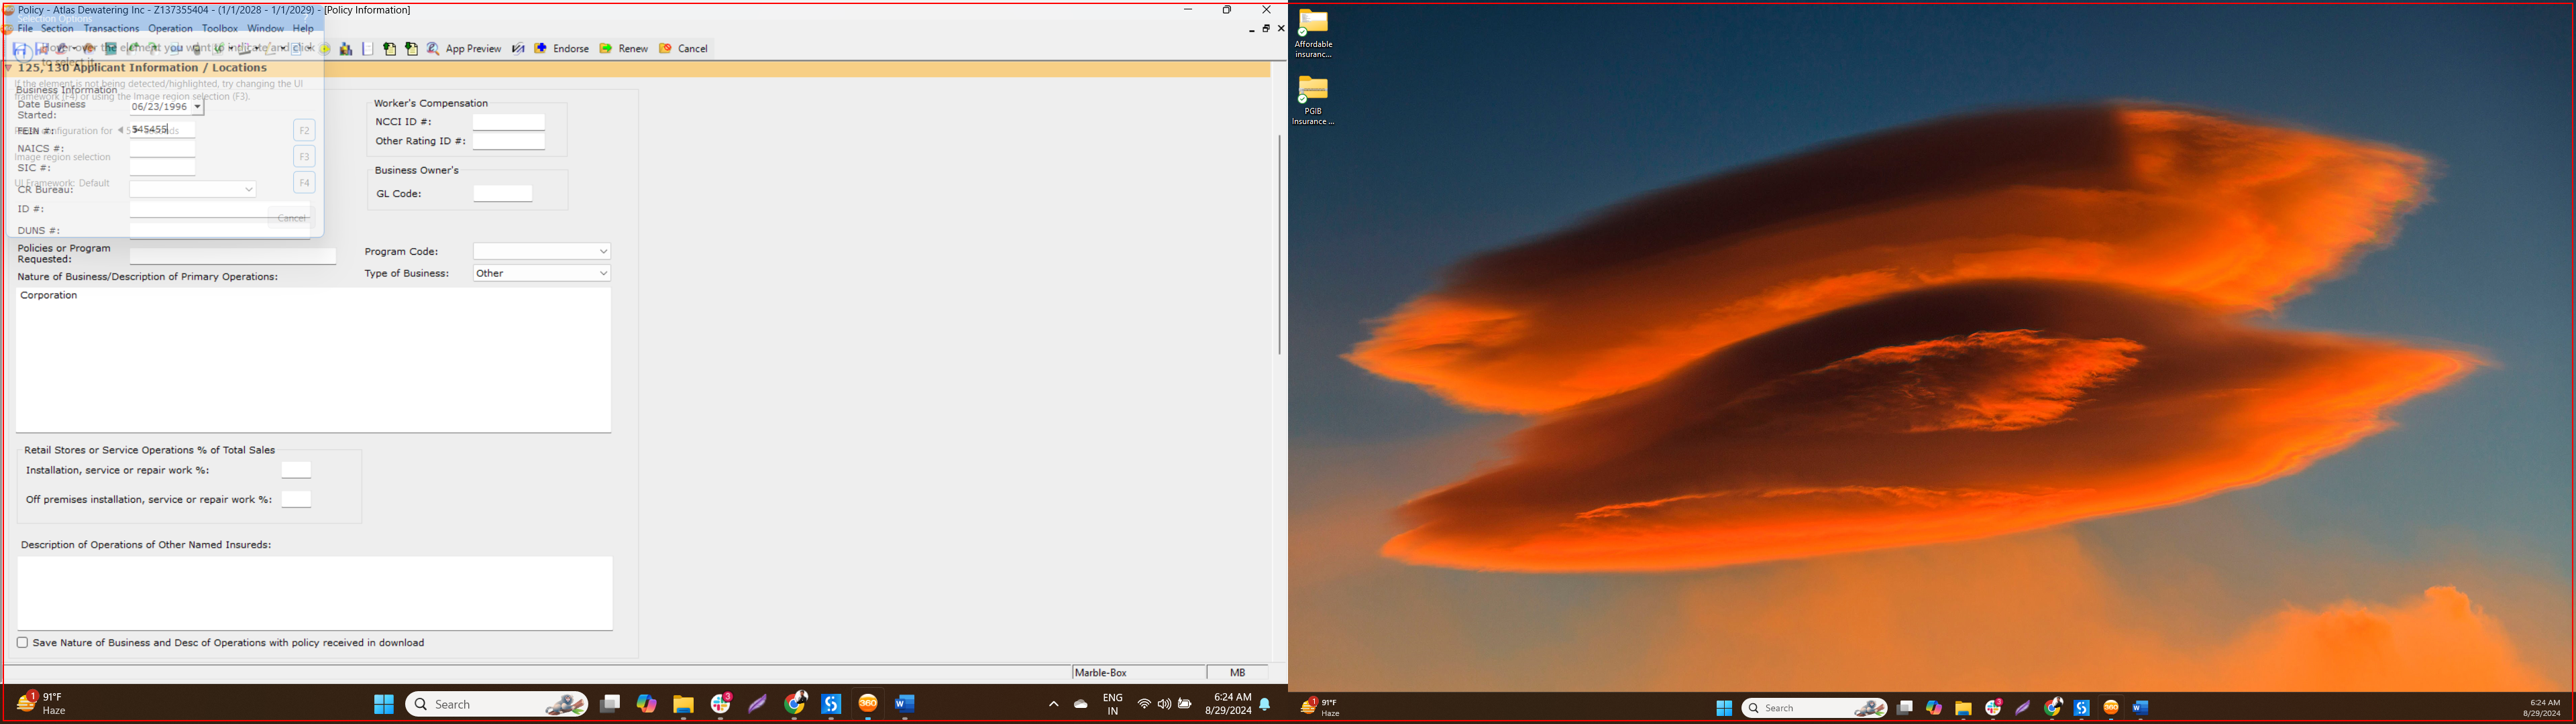 Policy - Atlas Dewatering Inc - Z137355404 - (1/1/2028 - 1/1/2029) - [Policy Information]
Selection Options
?
File Section Transactions Operation Toolbox Window Help
Hover over the element you want to indicate and click to select it.
App Preview Endorse Renew Cancel
125, 130 Applicant Information / Locations
If the element is not being detected/highlighted, try changing the UI
framework (F4) or using the Image region selection (F3).
Business Information
Date Business
Started:
06/23/1996
FEIN #:
545455
F2
NAICS #:
Image region selection
F3
SIC #:
UI Framework: Default
F4
CR Bureau:
ID #:
Cancel
DUNS #:
Policies or Program
Requested:
Worker's Compensation
NCCI ID #:
Other Rating ID #:
Business Owner's
GL Code:
Program Code:
Type of Business: Other
Nature of Business/Description of Primary Operations:
Corporation
Retail Stores or Service Operations % of Total Sales
Installation, service or repair work %:
Off premises installation, service or repair work %:
Description of Operations of Other Named Insureds:
Save Nature of Business and Desc of Operations with policy received in download
Marble-Box MB
1
91°F
Haze
Search
3
360
ENG
IN
6:24 AM
8/29/2024
Affordable
insuranc...
PGIB
Insurance ...
1
91°F
Haze
Search
3
360
6:24 AM
8/29/2024